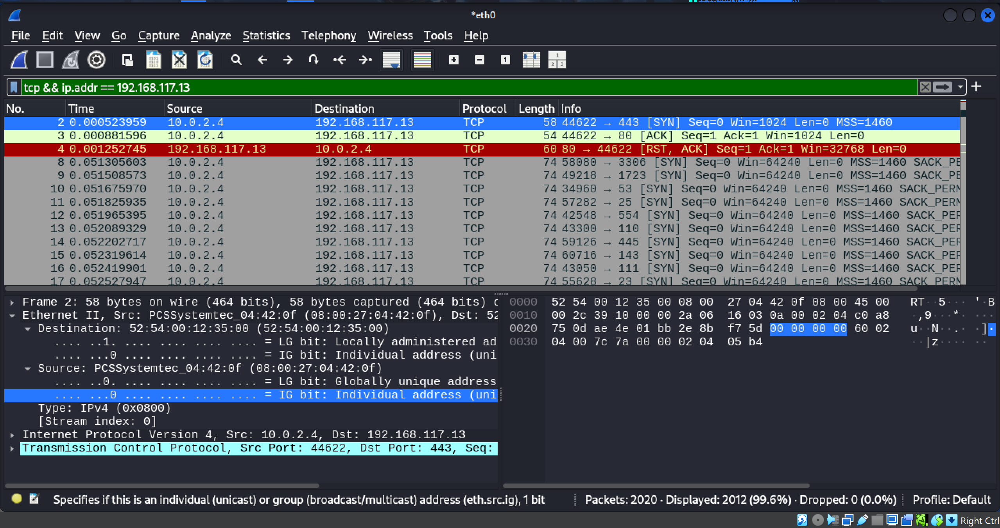 *eth0
File Edit View Go Capture Analyze Statistics Telephony Wireless Tools Help
tcp && ip.addr == 192.168.117.13
No. Time Source Destination Protocol Length Info
2 0.000523959 10.0.2.4 192.168.117.13 TCP 58 44622 → 443 [SYN] Seq=0 Win=1024 Len=0 MSS=1460
3 0.000881596 10.0.2.4 192.168.117.13 TCP 54 44622 → 80 [ACK] Seq=1 Ack=1 Win=1024 Len=0
4 0.001252745 192.168.117.13 10.0.2.4 TCP 60 80 → 44622 [RST, ACK] Seq=1 Ack=1 Win=32768 Len=0
8 0.051305603 10.0.2.4 192.168.117.13 TCP 74 58080 → 3306 [SYN] Seq=0 Win=64240 Len=0 MSS=1460 SACK_PE
9 0.051508573 10.0.2.4 192.168.117.13 TCP 74 49218 → 1723 [SYN] Seq=0 Win=64240 Len=0 MSS=1460 SACK_PE
10 0.051675970 10.0.2.4 192.168.117.13 TCP 74 34960 → 53 [SYN] Seq=0 Win=64240 Len=0 MSS=1460 SACK_PERM
11 0.051825935 10.0.2.4 192.168.117.13 TCP 74 57282 → 25 [SYN] Seq=0 Win=64240 Len=0 MSS=1460 SACK_PERM
12 0.051965395 10.0.2.4 192.168.117.13 TCP 74 42548 → 554 [SYN] Seq=0 Win=64240 Len=0 MSS=1460 SACK_PER
13 0.052089329 10.0.2.4 192.168.117.13 TCP 74 43300 → 110 [SYN] Seq=0 Win=64240 Len=0 MSS=1460 SACK_PER
14 0.052202717 10.0.2.4 192.168.117.13 TCP 74 59126 → 445 [SYN] Seq=0 Win=64240 Len=0 MSS=1460 SACK_PER
15 0.052319614 10.0.2.4 192.168.117.13 TCP 74 60716 → 143 [SYN] Seq=0 Win=64240 Len=0 MSS=1460 SACK_PER
16 0.052419901 10.0.2.4 192.168.117.13 TCP 74 43050 → 111 [SYN] Seq=0 Win=64240 Len=0 MSS=1460 SACK_PER
17 0.052527947 10.0.2.4 192.168.117.13 TCP 74 55628 → 23 [SYN] Seq=0 Win=64240 Len=0 MSS=1460 SACK_PERM
Frame 2: 58 bytes on wire (464 bits), 58 bytes captured (464 bits) o
Ethernet II, Src: PCSSystemtec_04:42:0f (08:00:27:04:42:0f), Dst: 52
Destination: 52:54:00:12:35:00 (52:54:00:12:35:00)
.... ..1. .... .... .... .... = LG bit: Locally administered ad
.... ...0 .... .... .... .... = IG bit: Individual address (uni
Source: PCSSystemtec_04:42:0f (08:00:27:04:42:0f)
.... ..0. .... .... .... .... = LG bit: Globally unique address
.... ...0 .... .... .... .... = IG bit: Individual address (uni
Type: IPv4 (0x0800)
[Stream index: 0]
Internet Protocol Version 4, Src: 10.0.2.4, Dst: 192.168.117.13
Transmission Control Protocol, Src Port: 44622, Dst Port: 443, Seq:
0000 52 54 00 12 35 00 08 00 27 04 42 0f 08 00 45 00 RT··5··· '·B
0010 00 2c 39 10 00 00 2a 06 16 03 0a 00 02 04 c0 a8 ·,9···*· ···
0020 75 0d ae 4e 01 bb 2e 8b f7 5d 00 00 00 00 60 02 u··N··.· ·]·
0030 04 00 7c 7a 00 00 02 04 05 b4 ··|z···· ··
Specifies if this is an individual (unicast) or group (broadcast/multicast) address (eth.src.ig), 1 bit
Packets: 2020 · Displayed: 2012 (99.6%) · Dropped: 0 (0.0%)
Profile: Default
Right Ctrl